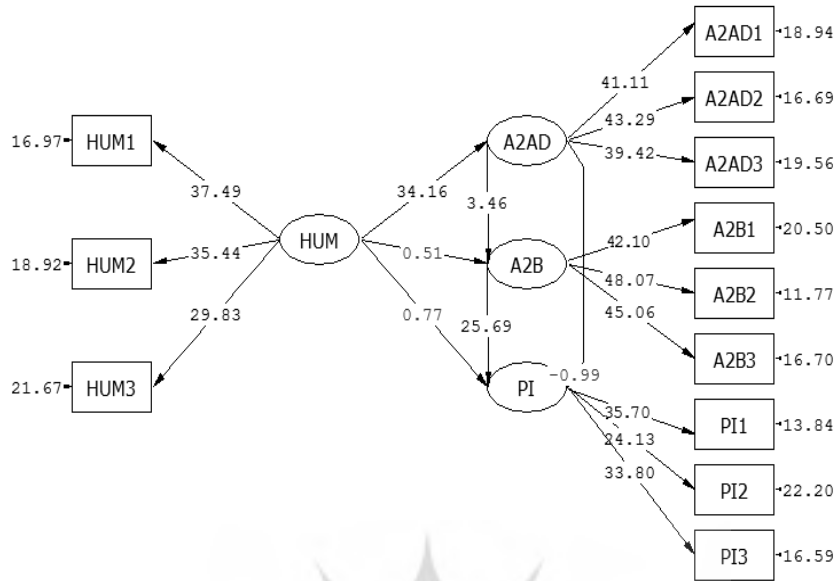 A2AD1
18.94
41.11
A2AD2
16.69
43.29
16.97
HUM1
A2AD
39.42
A2AD3
19.56
37.49
34.16
3.46
A2B1
20.50
42.10
HUM
35.44
0.51
18.92
HUM2
A2B
48.07
A2B2
11.77
45.06
29.83
0.77
25.69
A2B3
16.70
-0.99
21.67
HUM3
PI
35.70
PI1
13.84
24.13
33.80
PI2
22.20
PI3
16.59